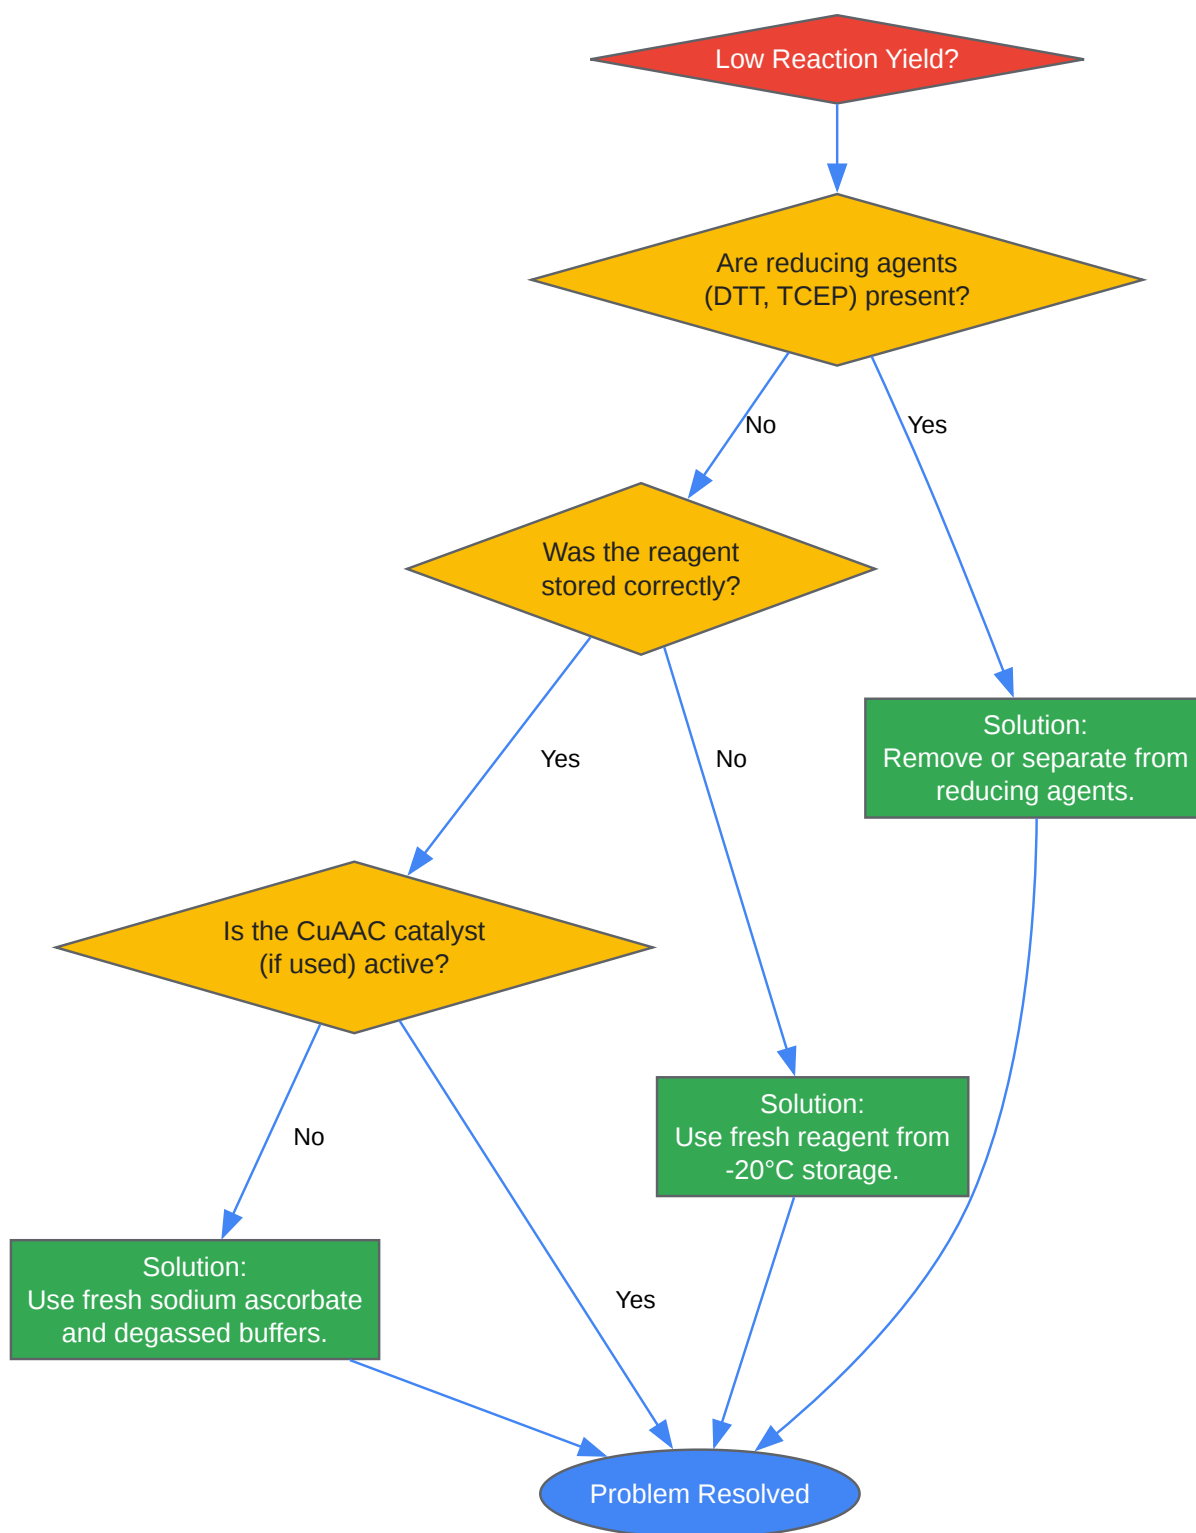 Low Reaction Yield?
Are reducing agents
(DTT, TCEP) present?
No
Yes
Was the reagent
stored correctly?
Solution:
Remove or separate from
reducing agents.
Yes
No
Is the CuAAC catalyst
(if used) active?
Solution:
Use fresh reagent from
-20°C storage.
No
Solution:
Use fresh sodium ascorbate
and degassed buffers.
Yes
Problem Resolved